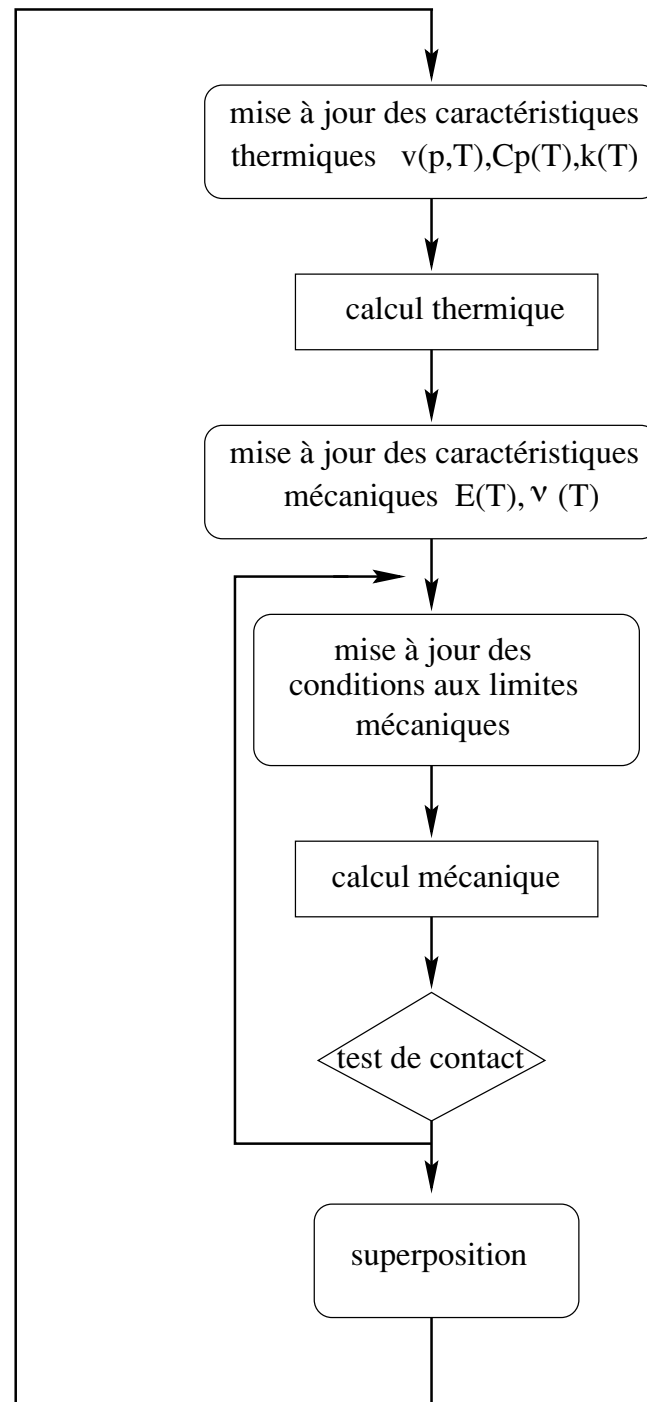 mise à jour des caractéristiques
thermiques v(p,T),Cp(T),k(T)
calcul thermique
mise à jour des caractéristiques
mécaniques E(T), ν (T)
mise à jour des
conditions aux limites
mécaniques
calcul mécanique
test de contact
superposition